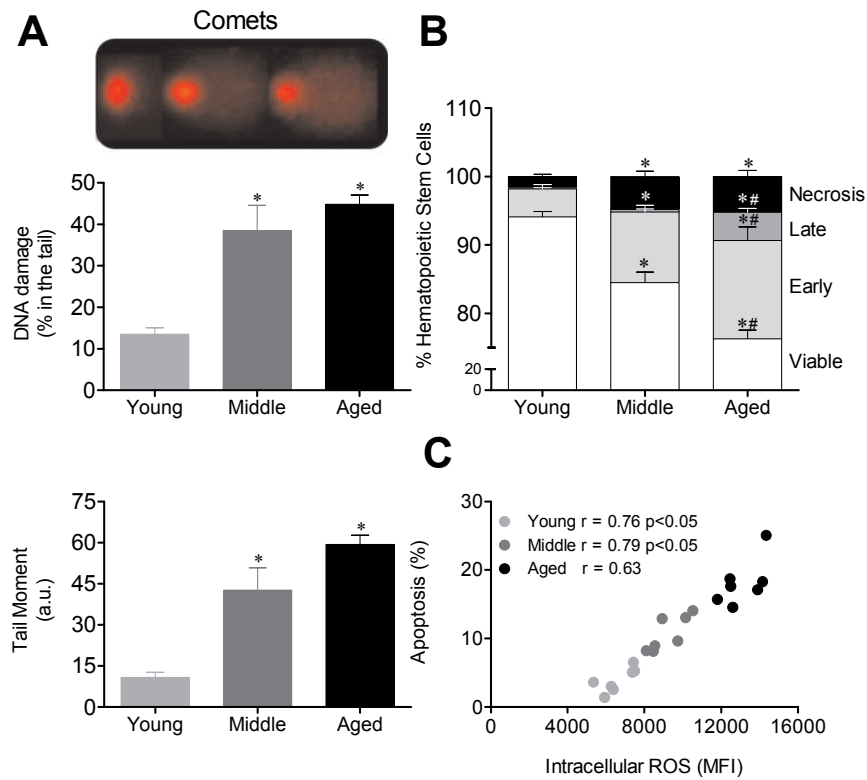 A
Comets
DNA damage
(% in the tail)
50
40
30
20
10
0
*
*
Young
Middle
Aged
Tail Moment
(a.u.)
75
60
45
30
15
0
*
*
Young
Middle
Aged
B
% Hematopoietic Stem Cells
110
100
90
80
20
0
*
*
*
*
*#
*#
*#
Necrosis
Late
Early
Viable
Young
Middle
Aged
C
Apoptosis (%)
30
20
10
0
Young r = 0.76 p<0.05
Middle r = 0.79 p<0.05
Aged r = 0.63
0
4000
8000
12000
16000
Intracellular ROS (MFI)